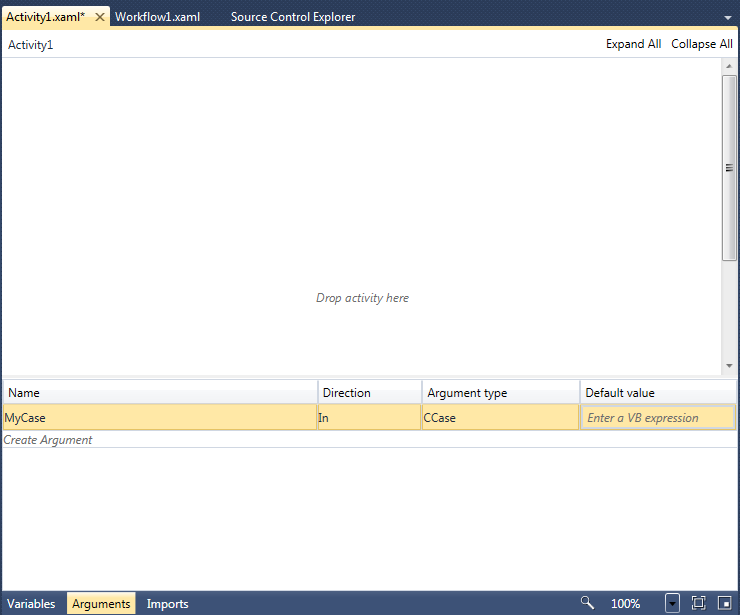 Activity1.xaml* Workflow1.xaml Source Control Explorer
Activity1 Expand All Collapse All
Drop activity here
Name Direction Argument type Default value
MyCase In CCase Enter a VB expression
Create Argument
Variables Arguments Imports 100%